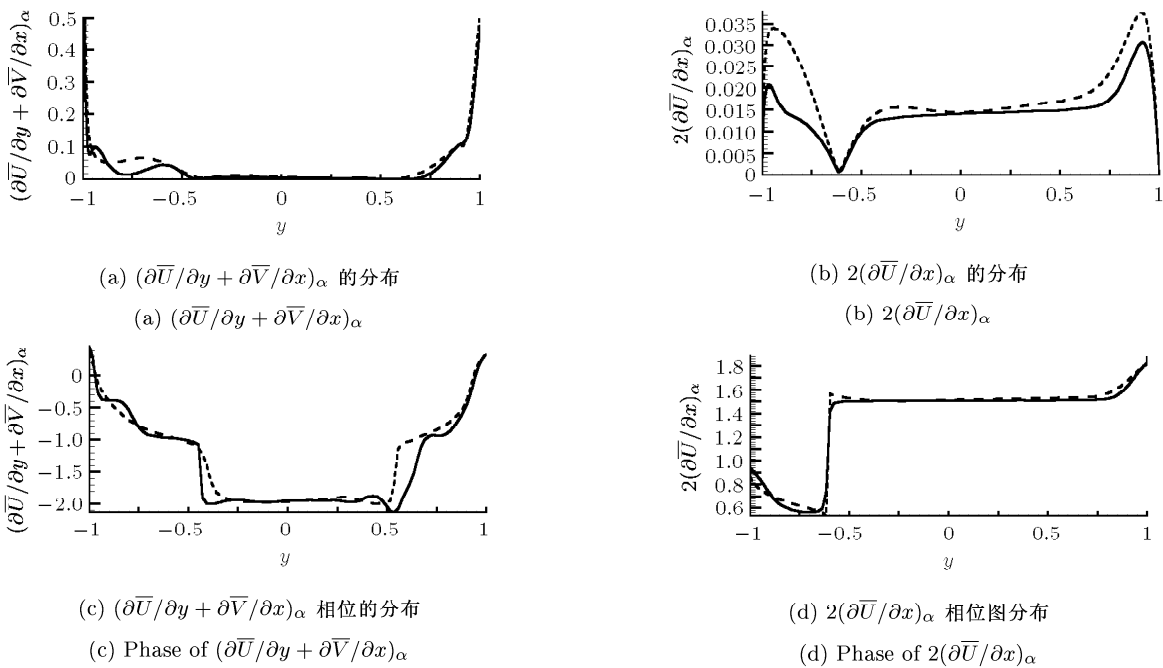 (∂U̅/∂y + ∂V̅/∂x)α
0.5
0.4
0.3
0.2
0.1
0
−1
−0.5
0
0.5
1
y
(a) (∂U̅/∂y + ∂V̅/∂x)α 的分布
(a) (∂U̅/∂y + ∂V̅/∂x)α
2(∂U̅/∂x)α
0.035
0.030
0.025
0.020
0.015
0.010
0.005
0
−1
−0.5
0
0.5
1
y
(b) 2(∂U̅/∂x)α 的分布
(b) 2(∂U̅/∂x)α
(∂U̅/∂y+∂V̅/∂x)α
0
−0.5
−1.0
−1.5
−2.0
−1
−0.5
0
0.5
1
y
(c) (∂U̅/∂y + ∂V̅/∂x)α 相位的分布
(c) Phase of (∂U̅/∂y + ∂V̅/∂x)α
2(∂U̅/∂x)α
1.8
1.6
1.4
1.2
1.0
0.8
0.6
−1
−0.5
0
0.5
1
y
(d) 2(∂U̅/∂x)α 相位图分布
(d) Phase of 2(∂U̅/∂x)α